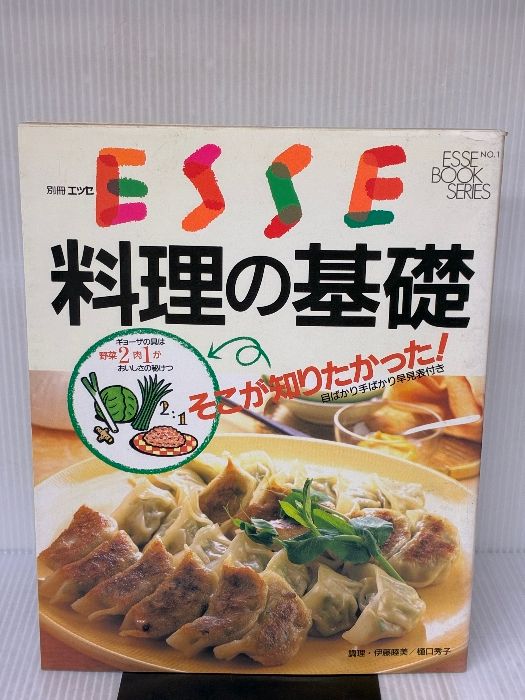 別冊エッセ
ESSE
ESSE NO.1
BOOK
SERIES
料理の基礎
ギョーザの具は
野菜2肉1が
おいしさの秘けつ
2:1
そこが知りたかった!
目ばかり手ばかり早見表付き
調理・伊藤睦美/樋口秀子